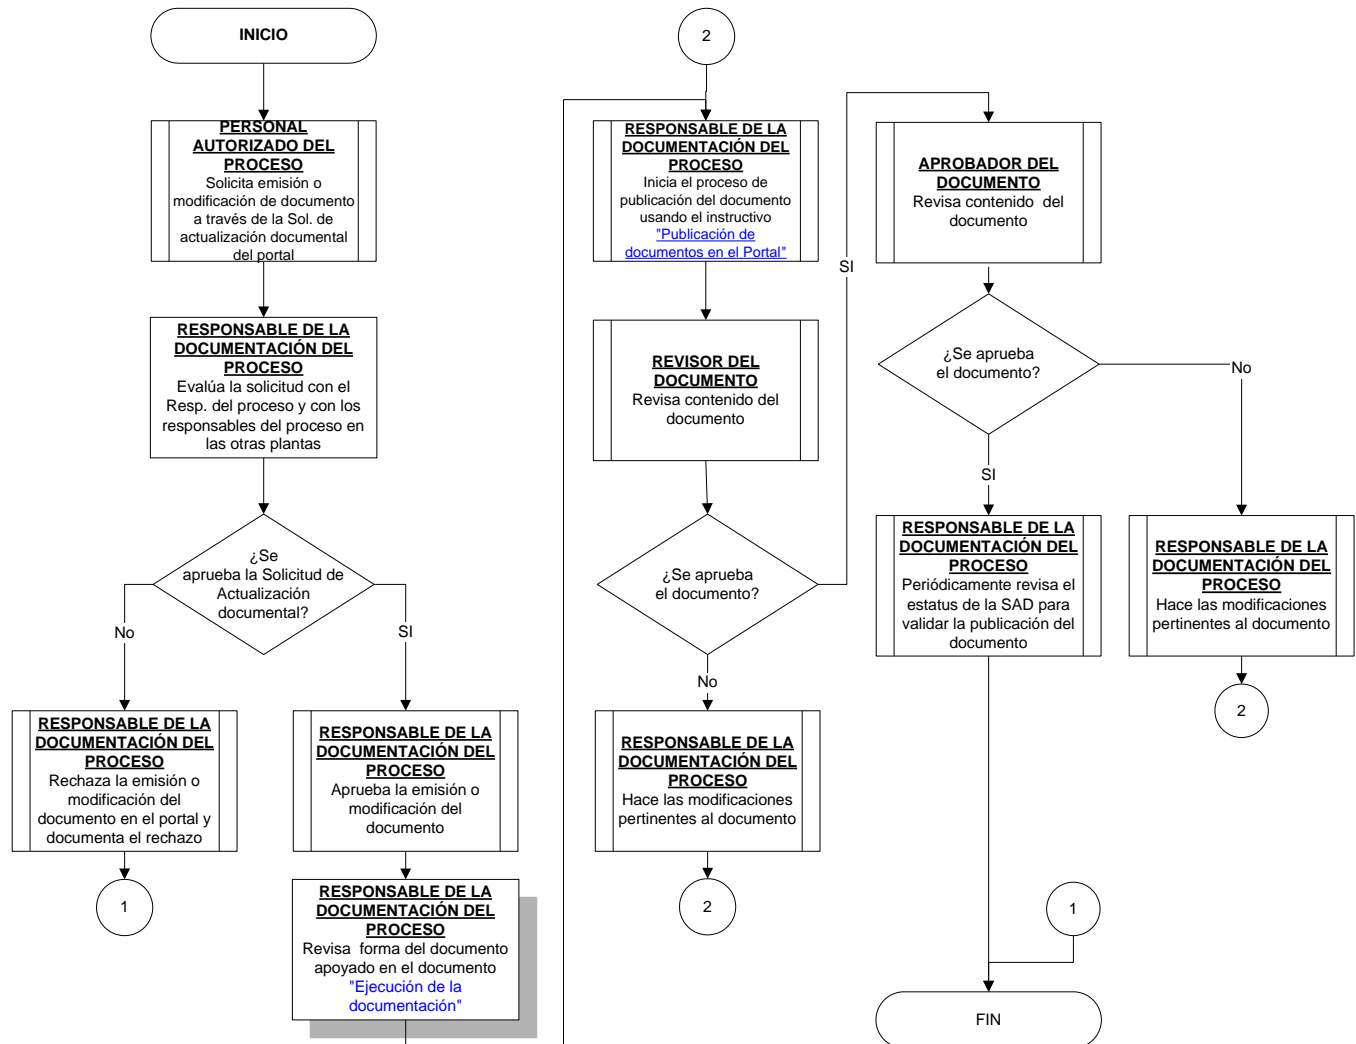 INICIO
PERSONAL
AUTORIZADO DEL
PROCESO
Solicita emisión o
modificación de documento
a través de la Sol. de
actualización documental
del portal
RESPONSABLE DE LA
DOCUMENTACIÓN DEL
PROCESO
Evalúa la solicitud con el
Resp. del proceso y con los
responsables del proceso en
las otras plantas
¿Se
aprueba la Solicitud de
Actualización
documental?
No
SI
RESPONSABLE DE LA
DOCUMENTACIÓN DEL
PROCESO
Rechaza la emisión o
modificación del
documento en el portal y
documenta el rechazo
1
RESPONSABLE DE LA
DOCUMENTACIÓN DEL
PROCESO
Aprueba la emisión o
modificación del
documento
RESPONSABLE DE LA
DOCUMENTACIÓN DEL
PROCESO
Revisa forma del documento
apoyado en el documento
"Ejecución de la
documentación"
2
RESPONSABLE DE LA
DOCUMENTACIÓN DEL
PROCESO
Inicia el proceso de
publicación del documento
usando el instructivo
"Publicación de
documentos en el Portal"
REVISOR DEL
DOCUMENTO
Revisa contenido del
documento
¿Se aprueba
el documento?
SI
No
RESPONSABLE DE LA
DOCUMENTACIÓN DEL
PROCESO
Hace las modificaciones
pertinentes al documento
2
APROBADOR DEL
DOCUMENTO
Revisa contenido del
documento
¿Se aprueba
el documento?
No
SI
RESPONSABLE DE LA
DOCUMENTACIÓN DEL
PROCESO
Periódicamente revisa el
estatus de la SAD para
validar la publicación del
documento
RESPONSABLE DE LA
DOCUMENTACIÓN DEL
PROCESO
Hace las modificaciones
pertinentes al documento
2
1
FIN